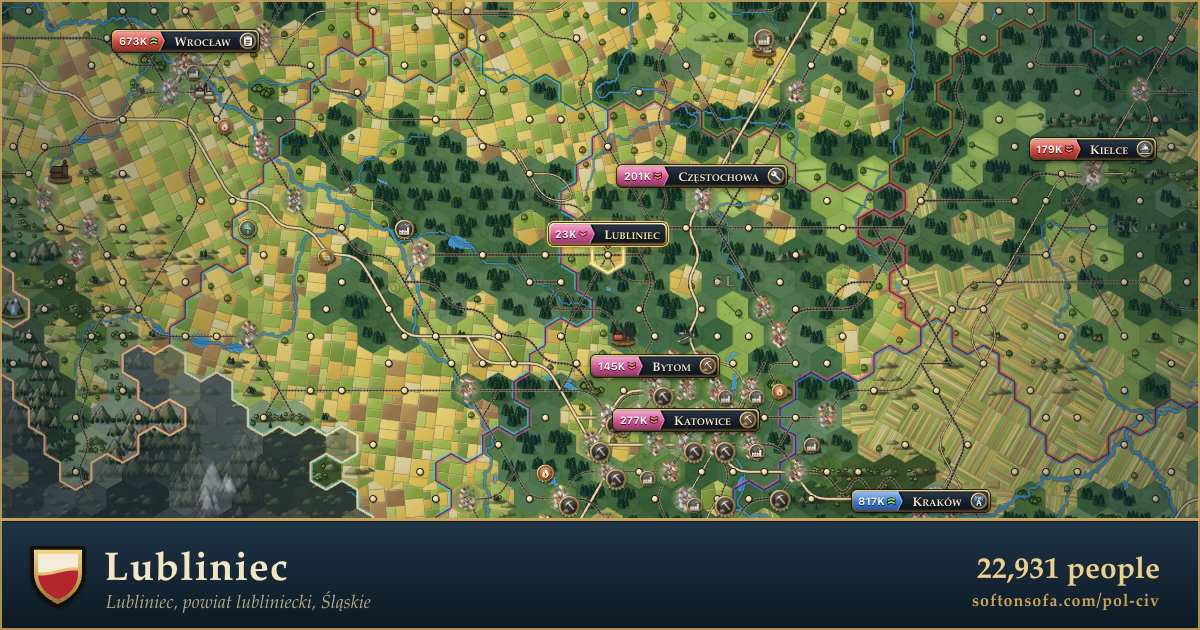 673K WROCŁAW
179K KIELCE
201K CZĘSTOCHOWA
23K LUBLINIEC
145K BYTOM
277K KATOWICE
817K KRAKÓW
Lubliniec
Lubliniec, powiat lubliniecki, Śląskie
22,931 people
softonsofa.com/pol-civ